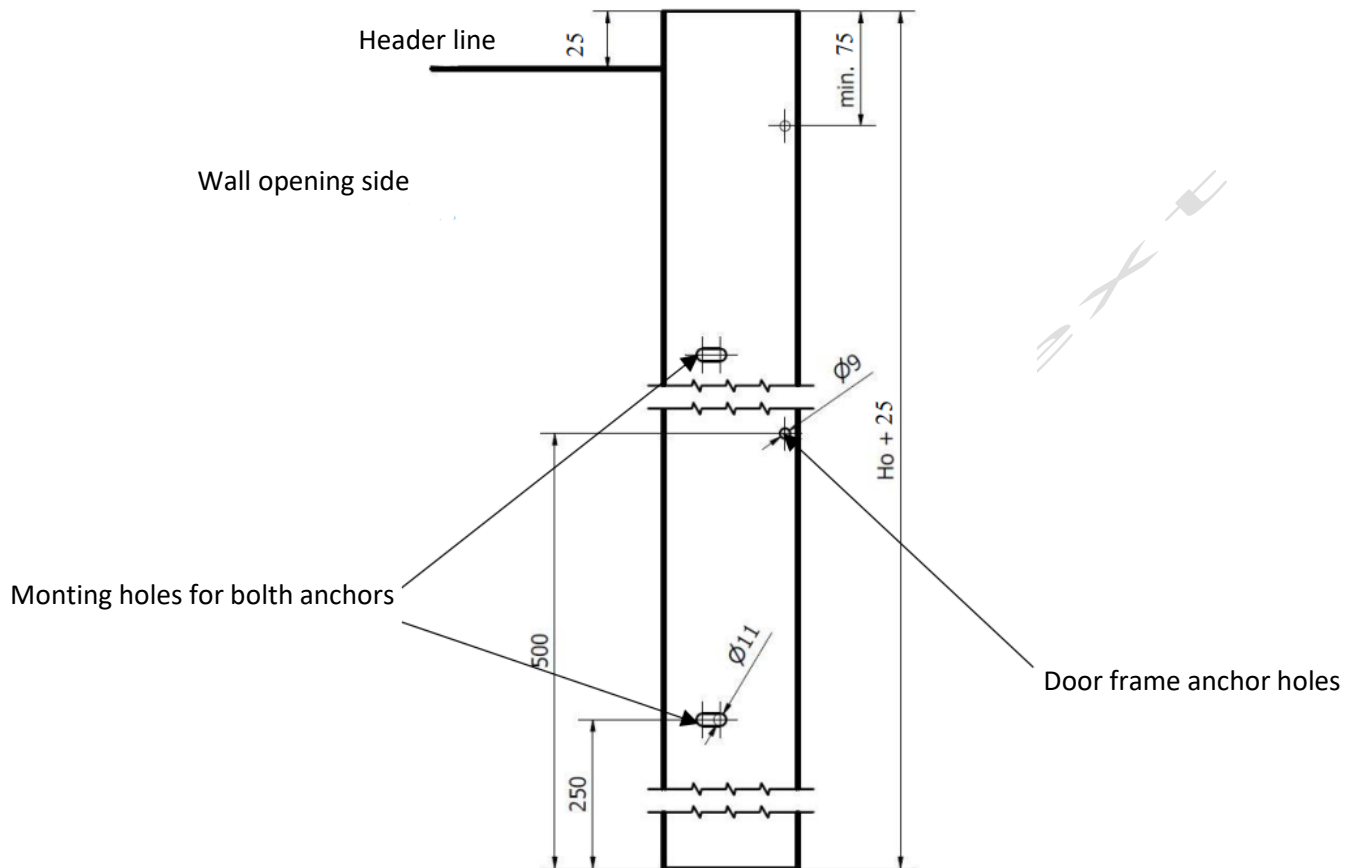 Header line
25
min. 75
Wall opening side
Ø9
Ho + 25
Monting holes for bolth anchors
500
Ø11
Door frame anchor holes
250